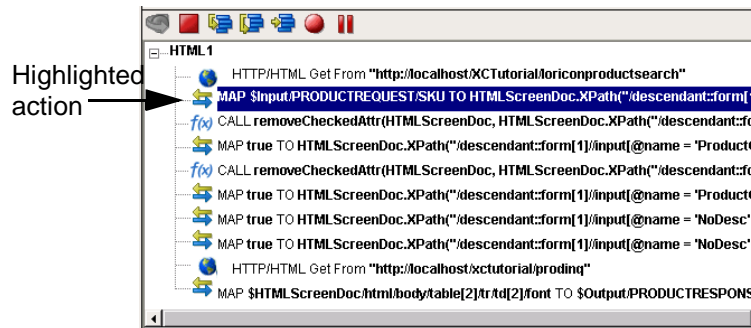 HTML1
HTTP/HTML Get From "http://localhost/XCTutorial/loriconproductsearch"
Highlighted action
MAP $Input/PRODUCTREQUEST/SKU TO HTMLScreenDoc.XPath("/descendant::form[1
f(x) CALL removeCheckedAttr(HTMLScreenDoc, HTMLScreenDoc.XPath("/descendant::fo
MAP true TO HTMLScreenDoc.XPath("/descendant::form[1]//input[@name = 'Product
f(x) CALL removeCheckedAttr(HTMLScreenDoc, HTMLScreenDoc.XPath("/descendant::fo
MAP true TO HTMLScreenDoc.XPath("/descendant::form[1]//input[@name = 'Product
MAP true TO HTMLScreenDoc.XPath("/descendant::form[1]//input[@name = 'NoDesc'
MAP true TO HTMLScreenDoc.XPath("/descendant::form[1]//input[@name = 'NoDesc'
HTTP/HTML Get From "http://localhost/xctutorial/prodinq"
MAP $HTMLScreenDoc/html/body/table[2]/tr/td[2]/font TO $Output/PRODUCTRESPONS